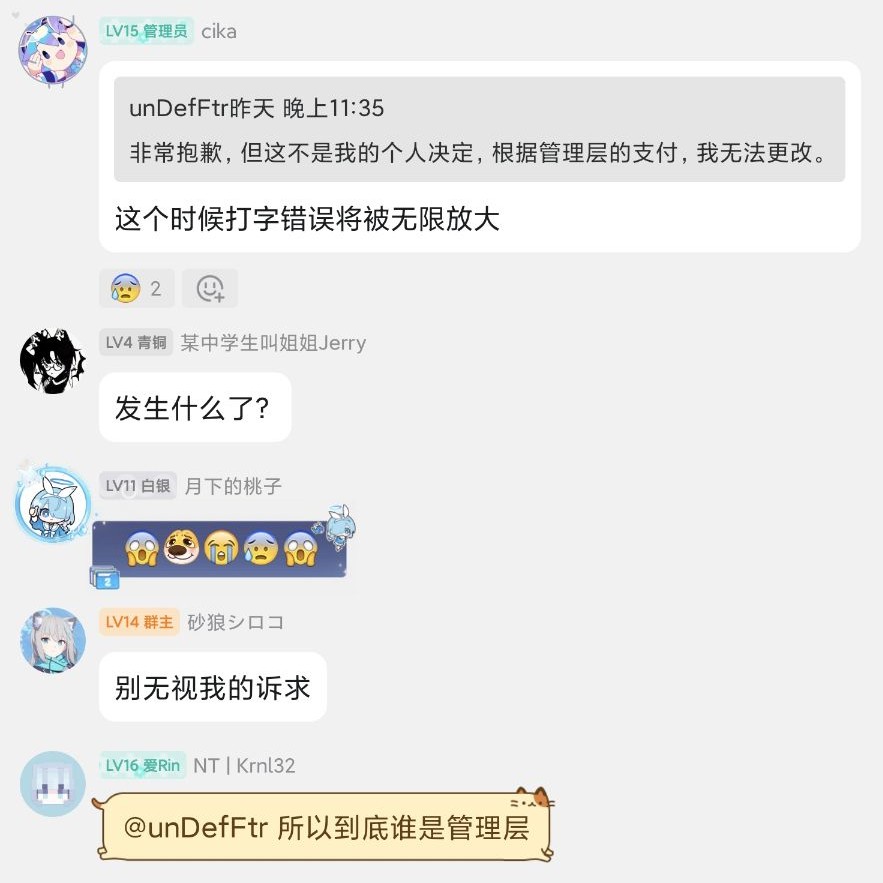 LV15 管理员 cika
unDefFtr昨天 晚上11:35
非常抱歉，但这不是我的个人决定，根据管理层的支付，我无法更改。
这个时候打字错误将被无限放大
2
LV4 青铜 某中学生叫姐姐Jerry
发生什么了？
LV11 白银 月下的桃子
2
LV14 群主 砂狼シロコ
别无视我的诉求
LV16 爱Rin NT | Krnl32
@unDefFtr 所以到底谁是管理层